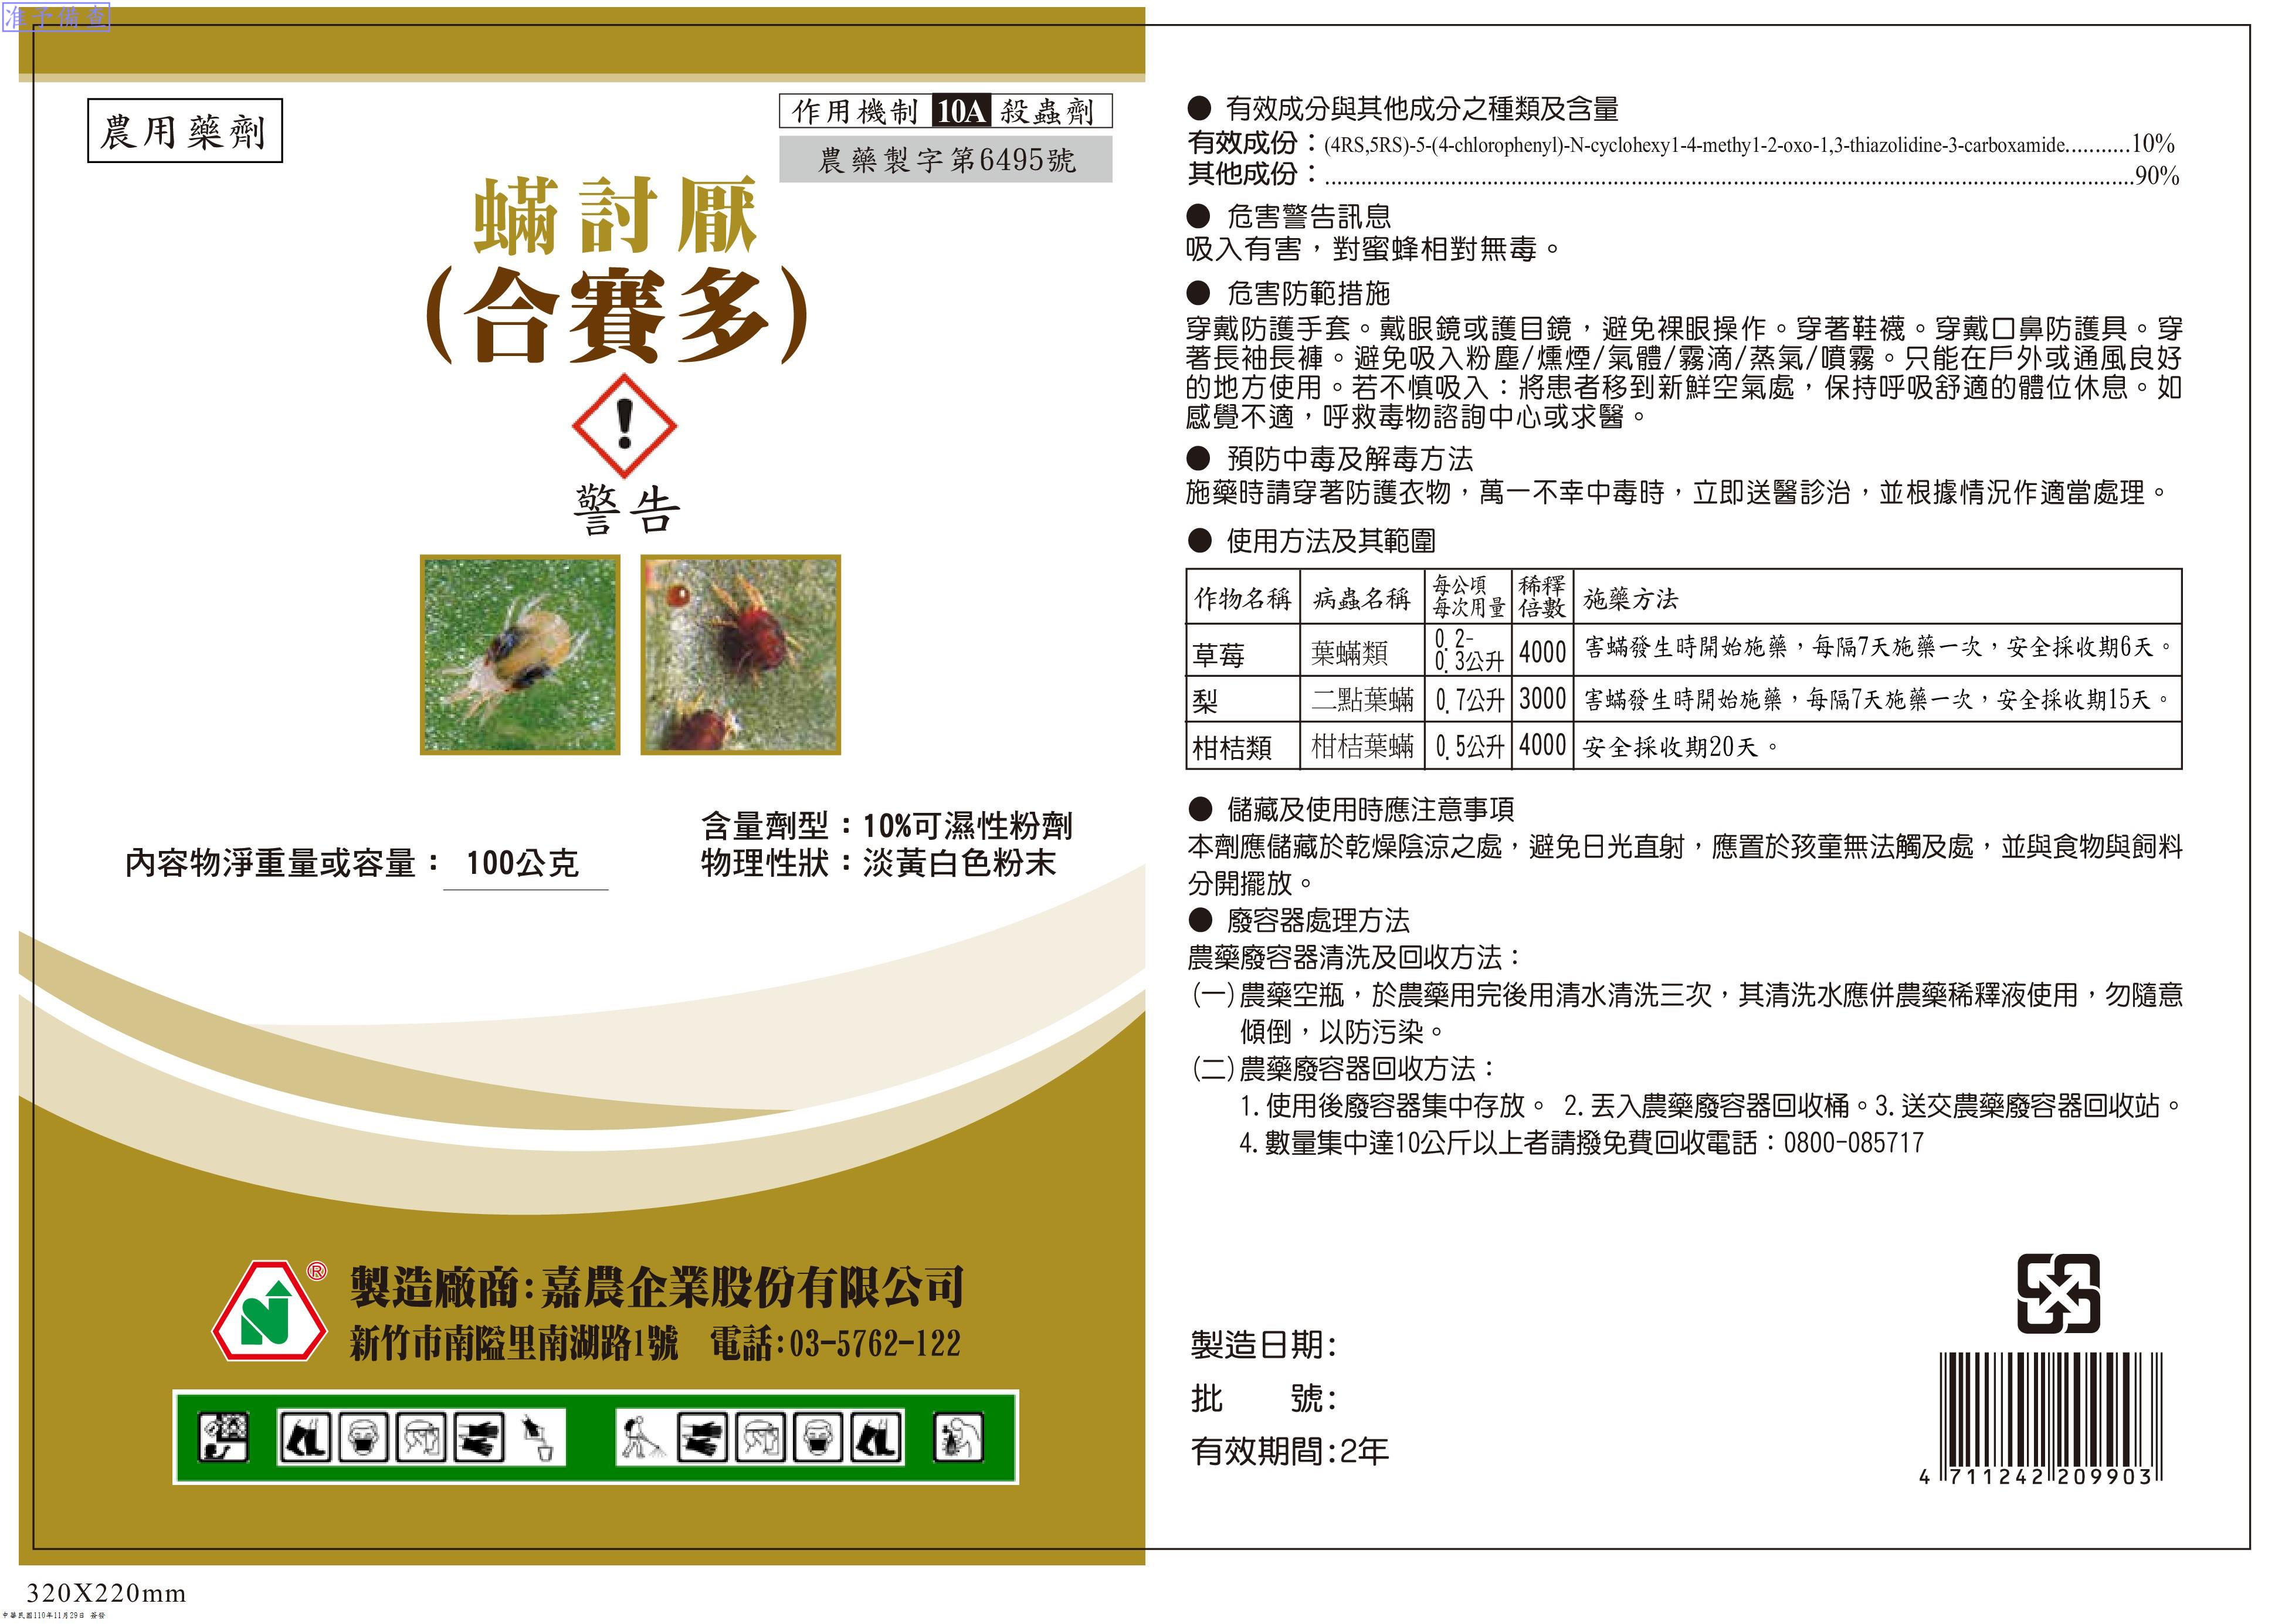 准予備查
農用藥劑
作用機制 10A 殺蟲劑
農藥製字第6495號
蟎討厭
(合賽多)
警告
內容物淨重量或容量： 100公克
含量劑型：10%可濕性粉劑
物理性狀：淡黃白色粉末
®
製造廠商:嘉農企業股份有限公司
新竹市南隘里南湖路1號 電話:03-5762-122
● 有效成分與其他成分之種類及含量
有效成份：(4RS,5RS)-5-(4-chlorophenyl)-N-cyclohexy1-4-methy1-2-oxo-1,3-thiazolidine-3-carboxamide...........10%
其他成份：.......................................................................................................................................90%
● 危害警告訊息
吸入有害，對蜜蜂相對無毒。
● 危害防範措施
穿戴防護手套。戴眼鏡或護目鏡，避免裸眼操作。穿著鞋襪。穿戴口鼻防護具。穿
著長袖長褲。避免吸入粉塵/燻煙/氣體/霧滴/蒸氣/噴霧。只能在戶外或通風良好
的地方使用。若不慎吸入：將患者移到新鮮空氣處，保持呼吸舒適的體位休息。如
感覺不適，呼救毒物諮詢中心或求醫。
● 預防中毒及解毒方法
施藥時請穿著防護衣物，萬一不幸中毒時，立即送醫診治，並根據情況作適當處理。
● 使用方法及其範圍
作物名稱 病蟲名稱 每公頃每次用量 稀釋倍數 施藥方法
草莓 葉蟎類 0.2-0.3公升 4000 害蟎發生時開始施藥，每隔7天施藥一次，安全採收期6天。
梨 二點葉蟎 0.7公升 3000 害蟎發生時開始施藥，每隔7天施藥一次，安全採收期15天。
柑桔類 柑桔葉蟎 0.5公升 4000 安全採收期20天。
● 儲藏及使用時應注意事項
本劑應儲藏於乾燥陰涼之處，避免日光直射，應置於孩童無法觸及處，並與食物與飼料
分開擺放。
● 廢容器處理方法
農藥廢容器清洗及回收方法：
(一)農藥空瓶，於農藥用完後用清水清洗三次，其清洗水應併農藥稀釋液使用，勿隨意
傾倒，以防污染。
(二)農藥廢容器回收方法：
1.使用後廢容器集中存放。 2.丟入農藥廢容器回收桶。3.送交農藥廢容器回收站。
4.數量集中達10公斤以上者請撥免費回收電話：0800-085717
製造日期:
批 號:
有效期間:2年
4 711242 209903
320X220mm
中華民國110年11月29日 簽發